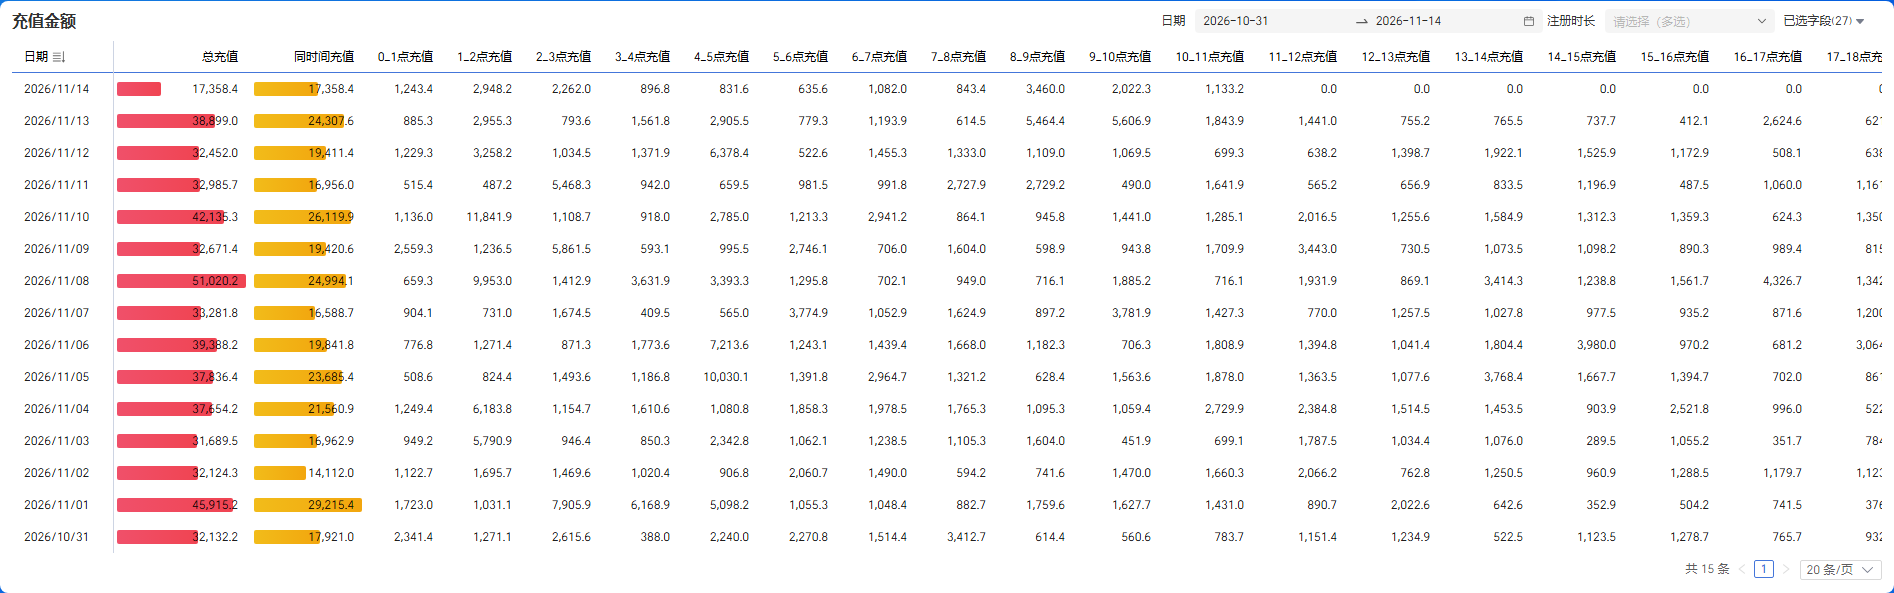 充值金额 日期 2026-10-31 → 2026-11-14 注册时长 请选择（多选） 已选字段(27)
日期 总充值 同时间充值 0_1点充值 1_2点充值 2_3点充值 3_4点充值 4_5点充值 5_6点充值 6_7点充值 7_8点充值 8_9点充值 9_10点充值 10_11点充值 11_12点充值 12_13点充值 13_14点充值 14_15点充值 15_16点充值 16_17点充值 17_18点充
2026/11/14 17,358.4 17,358.4 1,243.4 2,948.2 2,262.0 896.8 831.6 635.6 1,082.0 843.4 3,460.0 2,022.3 1,133.2 0.0 0.0 0.0 0.0 0.0 0.0
2026/11/13 38,899.0 24,307.6 885.3 2,955.3 793.6 1,561.8 2,905.5 779.3 1,193.9 614.5 5,464.4 5,606.9 1,843.9 1,441.0 755.2 765.5 737.7 412.1 2,624.6 621
2026/11/12 32,452.0 19,411.4 1,229.3 3,258.2 1,034.5 1,371.9 6,378.4 522.6 1,455.3 1,333.0 1,109.0 1,069.5 699.3 638.2 1,398.7 1,922.1 1,525.9 1,172.9 508.1 638
2026/11/11 32,985.7 16,956.0 515.4 487.2 5,468.3 942.0 659.5 981.5 991.8 2,727.9 2,729.2 490.0 1,641.9 565.2 656.9 833.5 1,196.9 487.5 1,060.0 1,161
2026/11/10 42,135.3 26,119.9 1,136.0 11,841.9 1,108.7 918.0 2,785.0 1,213.3 2,941.2 864.1 945.8 1,441.0 1,285.1 2,016.5 1,255.6 1,584.9 1,312.3 1,359.3 624.3 1,350
2026/11/09 32,671.4 19,420.6 2,559.3 1,236.5 5,861.5 593.1 995.5 2,746.1 706.0 1,604.0 598.9 943.8 1,709.9 3,443.0 730.5 1,073.5 1,098.2 890.3 989.4 815
2026/11/08 51,020.2 24,994.1 659.3 9,953.0 1,412.9 3,631.9 3,393.3 1,295.8 702.1 949.0 716.1 1,885.2 716.1 1,931.9 869.1 3,414.3 1,238.8 1,561.7 4,326.7 1,342
2026/11/07 33,281.8 16,588.7 904.1 731.0 1,674.5 409.5 565.0 3,774.9 1,052.9 1,624.9 897.2 3,781.9 1,427.3 770.0 1,257.5 1,027.8 977.5 935.2 871.6 1,200
2026/11/06 39,388.2 19,841.8 776.8 1,271.4 871.3 1,773.6 7,213.6 1,243.1 1,439.4 1,668.0 1,182.3 706.3 1,808.9 1,394.8 1,041.4 1,804.4 3,980.0 970.2 681.2 3,064
2026/11/05 37,836.4 23,685.4 508.6 824.4 1,493.6 1,186.8 10,030.1 1,391.8 2,964.7 1,321.2 628.4 1,563.6 1,878.0 1,363.5 1,077.6 3,768.4 1,667.7 1,394.7 702.0 861
2026/11/04 37,654.2 21,560.9 1,249.4 6,183.8 1,154.7 1,610.6 1,080.8 1,858.3 1,978.5 1,765.3 1,095.3 1,059.4 2,729.9 2,384.8 1,514.5 1,453.5 903.9 2,521.8 996.0 522
2026/11/03 31,689.5 16,962.9 949.2 5,790.9 946.4 850.3 2,342.8 1,062.1 1,238.5 1,105.3 1,604.0 451.9 699.1 1,787.5 1,034.4 1,076.0 289.5 1,055.2 351.7 784
2026/11/02 32,124.3 14,112.0 1,122.7 1,695.7 1,469.6 1,020.4 906.8 2,060.7 1,490.0 594.2 741.6 1,470.0 1,660.3 2,066.2 762.8 1,250.5 960.9 1,288.5 1,179.7 1,123
2026/11/01 45,915.2 29,215.4 1,723.0 1,031.1 7,905.9 6,168.9 5,098.2 1,055.3 1,048.4 882.7 1,759.6 1,627.7 1,431.0 890.7 2,022.6 642.6 352.9 504.2 741.5 376
2026/10/31 32,132.2 17,921.0 2,341.4 1,271.1 2,615.6 388.0 2,240.0 2,270.8 1,514.4 3,412.7 614.4 560.6 783.7 1,151.4 1,234.9 522.5 1,123.5 1,278.7 765.7 932
共 15 条 < 1 > 20 条/页